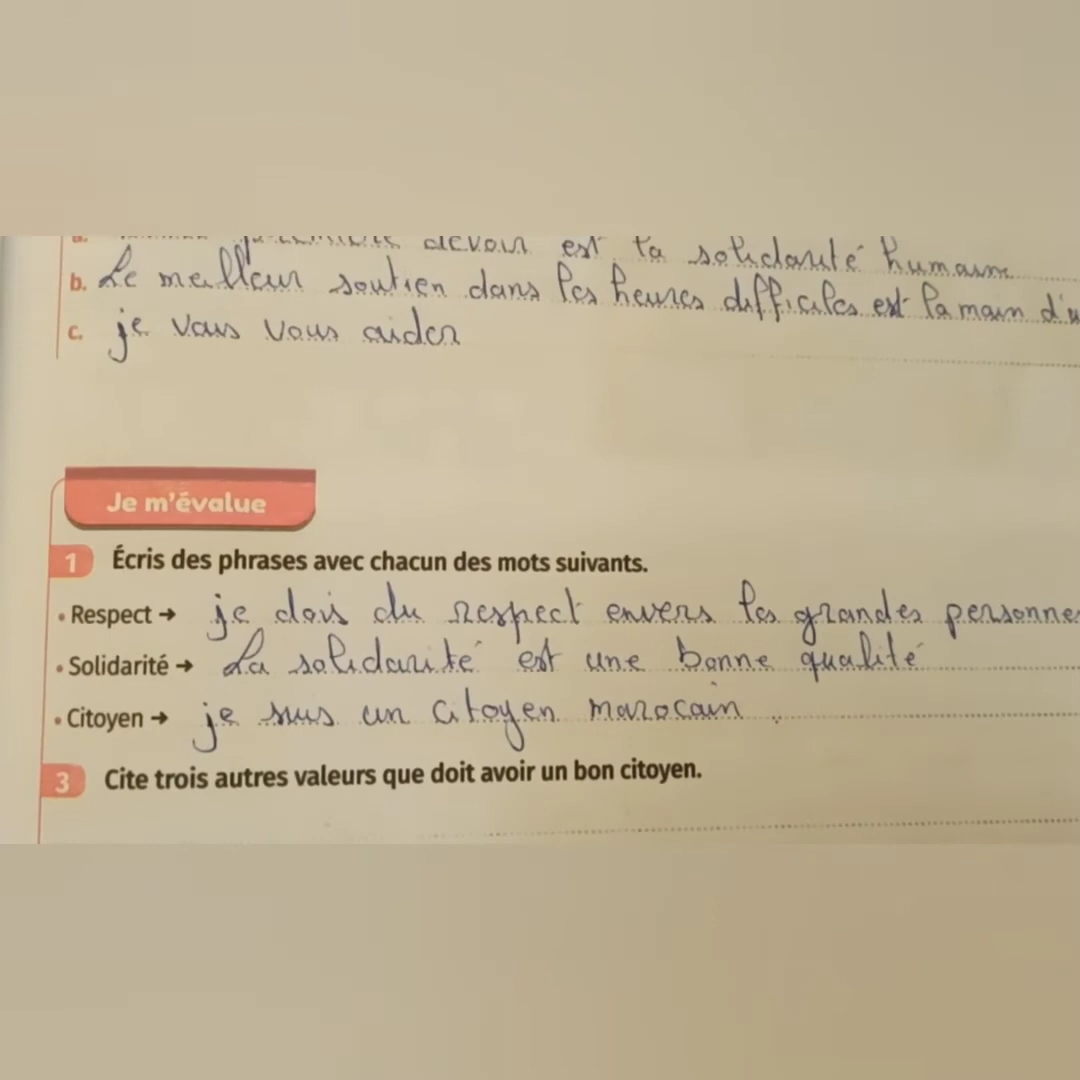 a. devoir est la solidarité humaine
b. Le meilleur soutien dans les heures difficiles est la main d'u
c. je vais vous aider
Je m'évalue
1 Écris des phrases avec chacun des mots suivants.
• Respect → je dois du respect envers les grandes personnes
• Solidarité → La solidarité est une bonne qualité
• Citoyen → je suis un citoyen marocain.
3 Cite trois autres valeurs que doit avoir un bon citoyen.